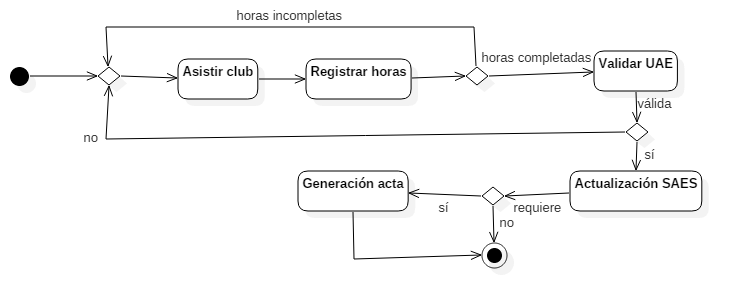 horas incompletas
horas completadas
Asistir club
Registrar horas
Validar UAE
válida
no
sí
Generación acta
Actualización SAES
sí
requiere
no